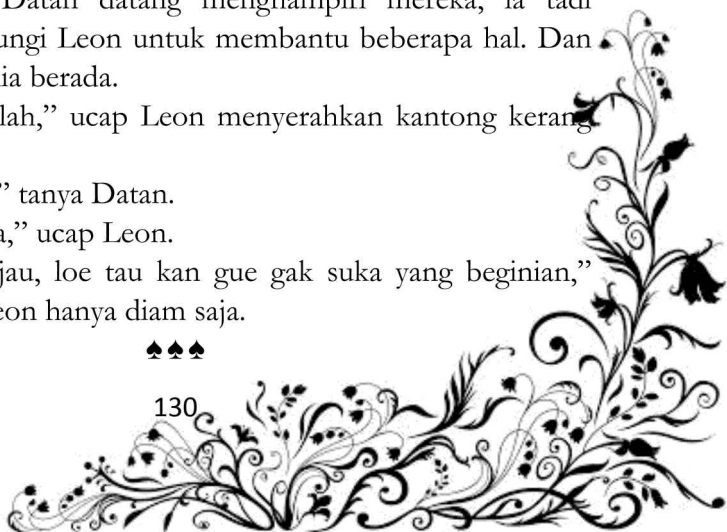 Datan datang menghampiri mereka, ia tadi
ungi Leon untuk membantu beberapa hal. Dan
ia berada.
lah,” ucap Leon menyerahkan kantong kerang
” tanya Datan.
a,” ucap Leon.
jau, loe tau kan gue gak suka yang beginian,”
eon hanya diam saja.
♠♠♠
130